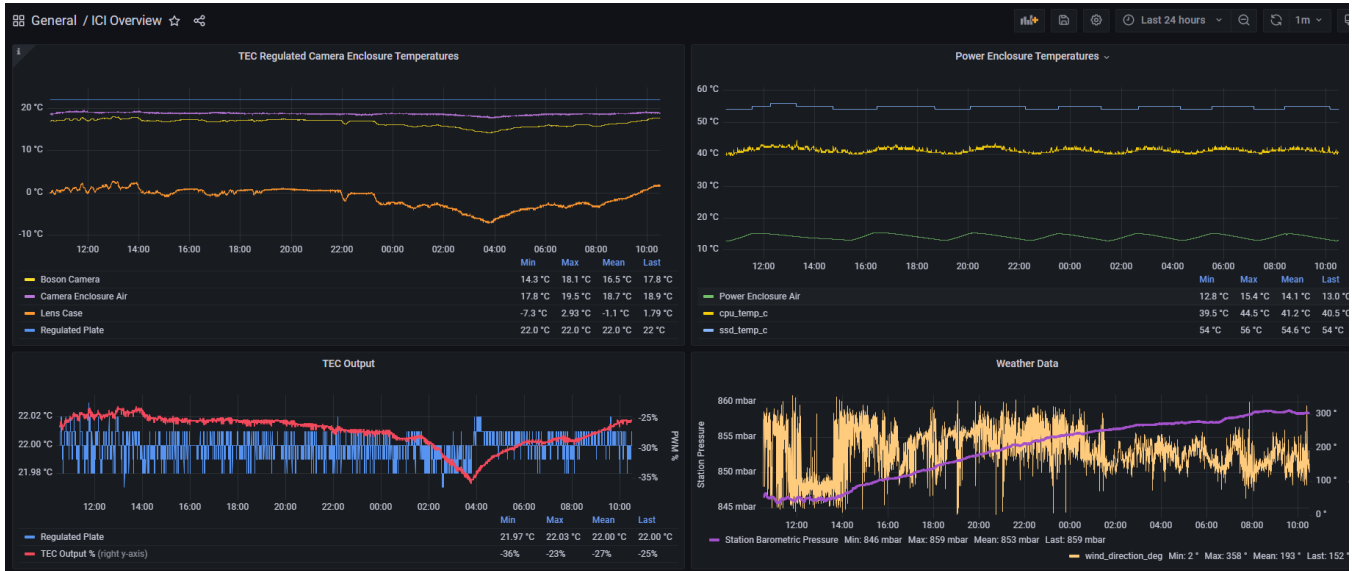 General / ICI Overview
Last 24 hours
1m
i
TEC Regulated Camera Enclosure Temperatures
20 °C
10 °C
0 °C
-10 °C
12:00 14:00 16:00 18:00 20:00 22:00 00:00 02:00 04:00 06:00 08:00 10:00
Min Max Mean Last
Boson Camera 14.3 °C 18.1 °C 16.5 °C 17.8 °C
Camera Enclosure Air 17.8 °C 19.5 °C 18.7 °C 18.9 °C
Lens Case -7.3 °C 2.93 °C -1.1 °C 1.79 °C
Regulated Plate 22.0 °C 22.0 °C 22.0 °C 22 °C
Power Enclosure Temperatures
60 °C
50 °C
40 °C
30 °C
20 °C
10 °C
12:00 14:00 16:00 18:00 20:00 22:00 00:00 02:00 04:00 06:00 08:00 10:00
Min Max Mean Last
Power Enclosure Air 12.8 °C 15.4 °C 14.1 °C 13.0 °C
cpu_temp_c 39.5 °C 44.5 °C 41.2 °C 40.5 °C
ssd_temp_c 54 °C 56 °C 54.6 °C 54 °C
TEC Output
22.02 °C
22.00 °C
21.98 °C
-25%
-30%
-35%
PWM %
12:00 14:00 16:00 18:00 20:00 22:00 00:00 02:00 04:00 06:00 08:00 10:00
Min Max Mean Last
Regulated Plate 21.97 °C 22.03 °C 22.00 °C 22.00 °C
TEC Output % (right y-axis) -36% -23% -27% -25%
Weather Data
Station Pressure
860 mbar
855 mbar
850 mbar
845 mbar
300 °
200 °
100 °
0 °
12:00 14:00 16:00 18:00 20:00 22:00 00:00 02:00 04:00 06:00 08:00 10:00
Station Barometric Pressure Min: 846 mbar Max: 859 mbar Mean: 853 mbar Last: 859 mbar
wind_direction_deg Min: 2 ° Max: 358 ° Mean: 193 ° Last: 152 °